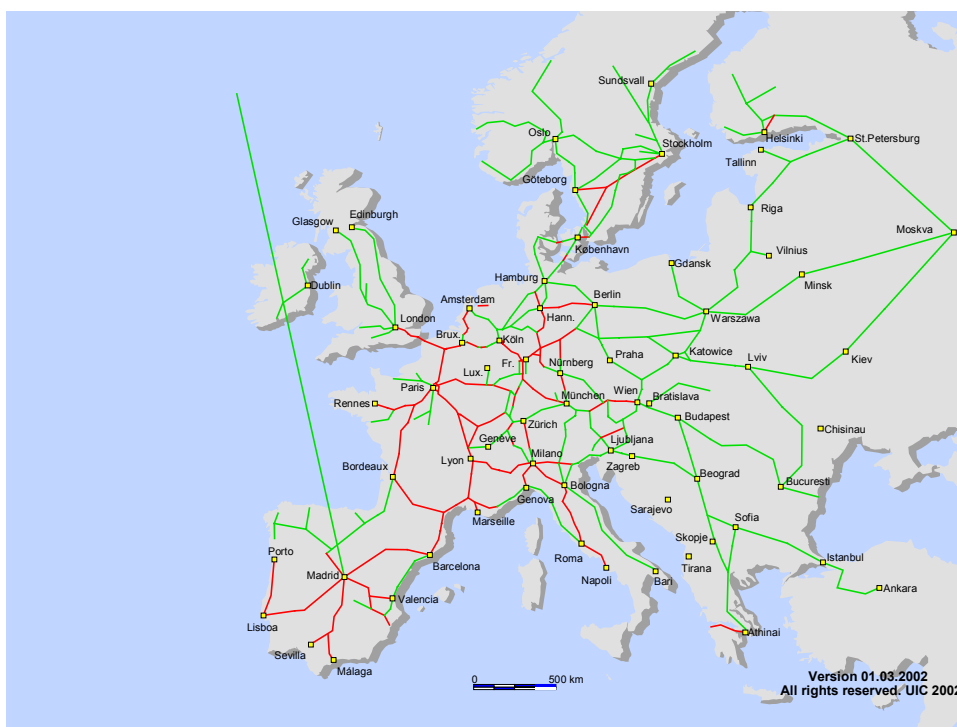 Sundsvall
Oslo
Stockholm
Helsinki
St.Petersburg
Tallinn
Göteborg
Riga
Glasgow
Edinburgh
Moskva
København
Vilnius
Gdansk
Minsk
Hamburg
Dublin
Amsterdam
Berlin
London
Hann.
Warszawa
Brux.
Köln
Praha
Katowice
Lviv
Kiev
Lux.
Fr.
Nürnberg
Paris
Wien
Bratislava
Rennes
München
Budapest
Zürich
Chisinau
Genéve
Ljubljana
Lyon
Milano
Zagreb
Bordeaux
Beograd
Bologna
Bucuresti
Genova
Sarajevo
Marseille
Sofia
Skopje
Porto
Roma
Istanbul
Barcelona
Tirana
Madrid
Napoli
Bari
Ankara
Valencia
Lisboa
Athinai
Sevilla
Málaga
0 500 km
Version 01.03.2002
All rights reserved. UIC 2002